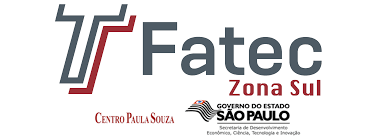 Fatec
Zona Sul
CENTRO PAULA SOUZA
GOVERNO DO ESTADO
SÃO PAULO
Secretaria de Desenvolvimento
Econômico, Ciência, Tecnologia e Inovação